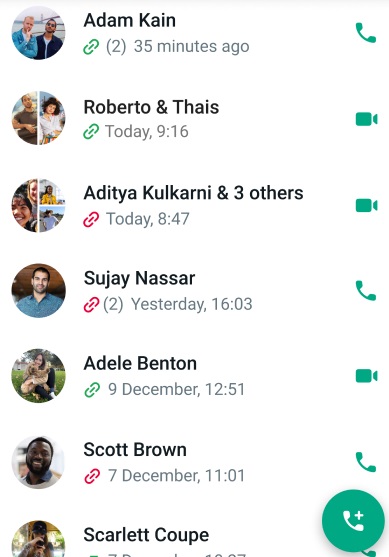 Adam Kain
(2) 35 minutes ago
Roberto & Thais
Today, 9:16
Aditya Kulkarni & 3 others
Today, 8:47
Sujay Nassar
(2) Yesterday, 16:03
Adele Benton
9 December, 12:51
Scott Brown
7 December, 11:01
Scarlett Coupe